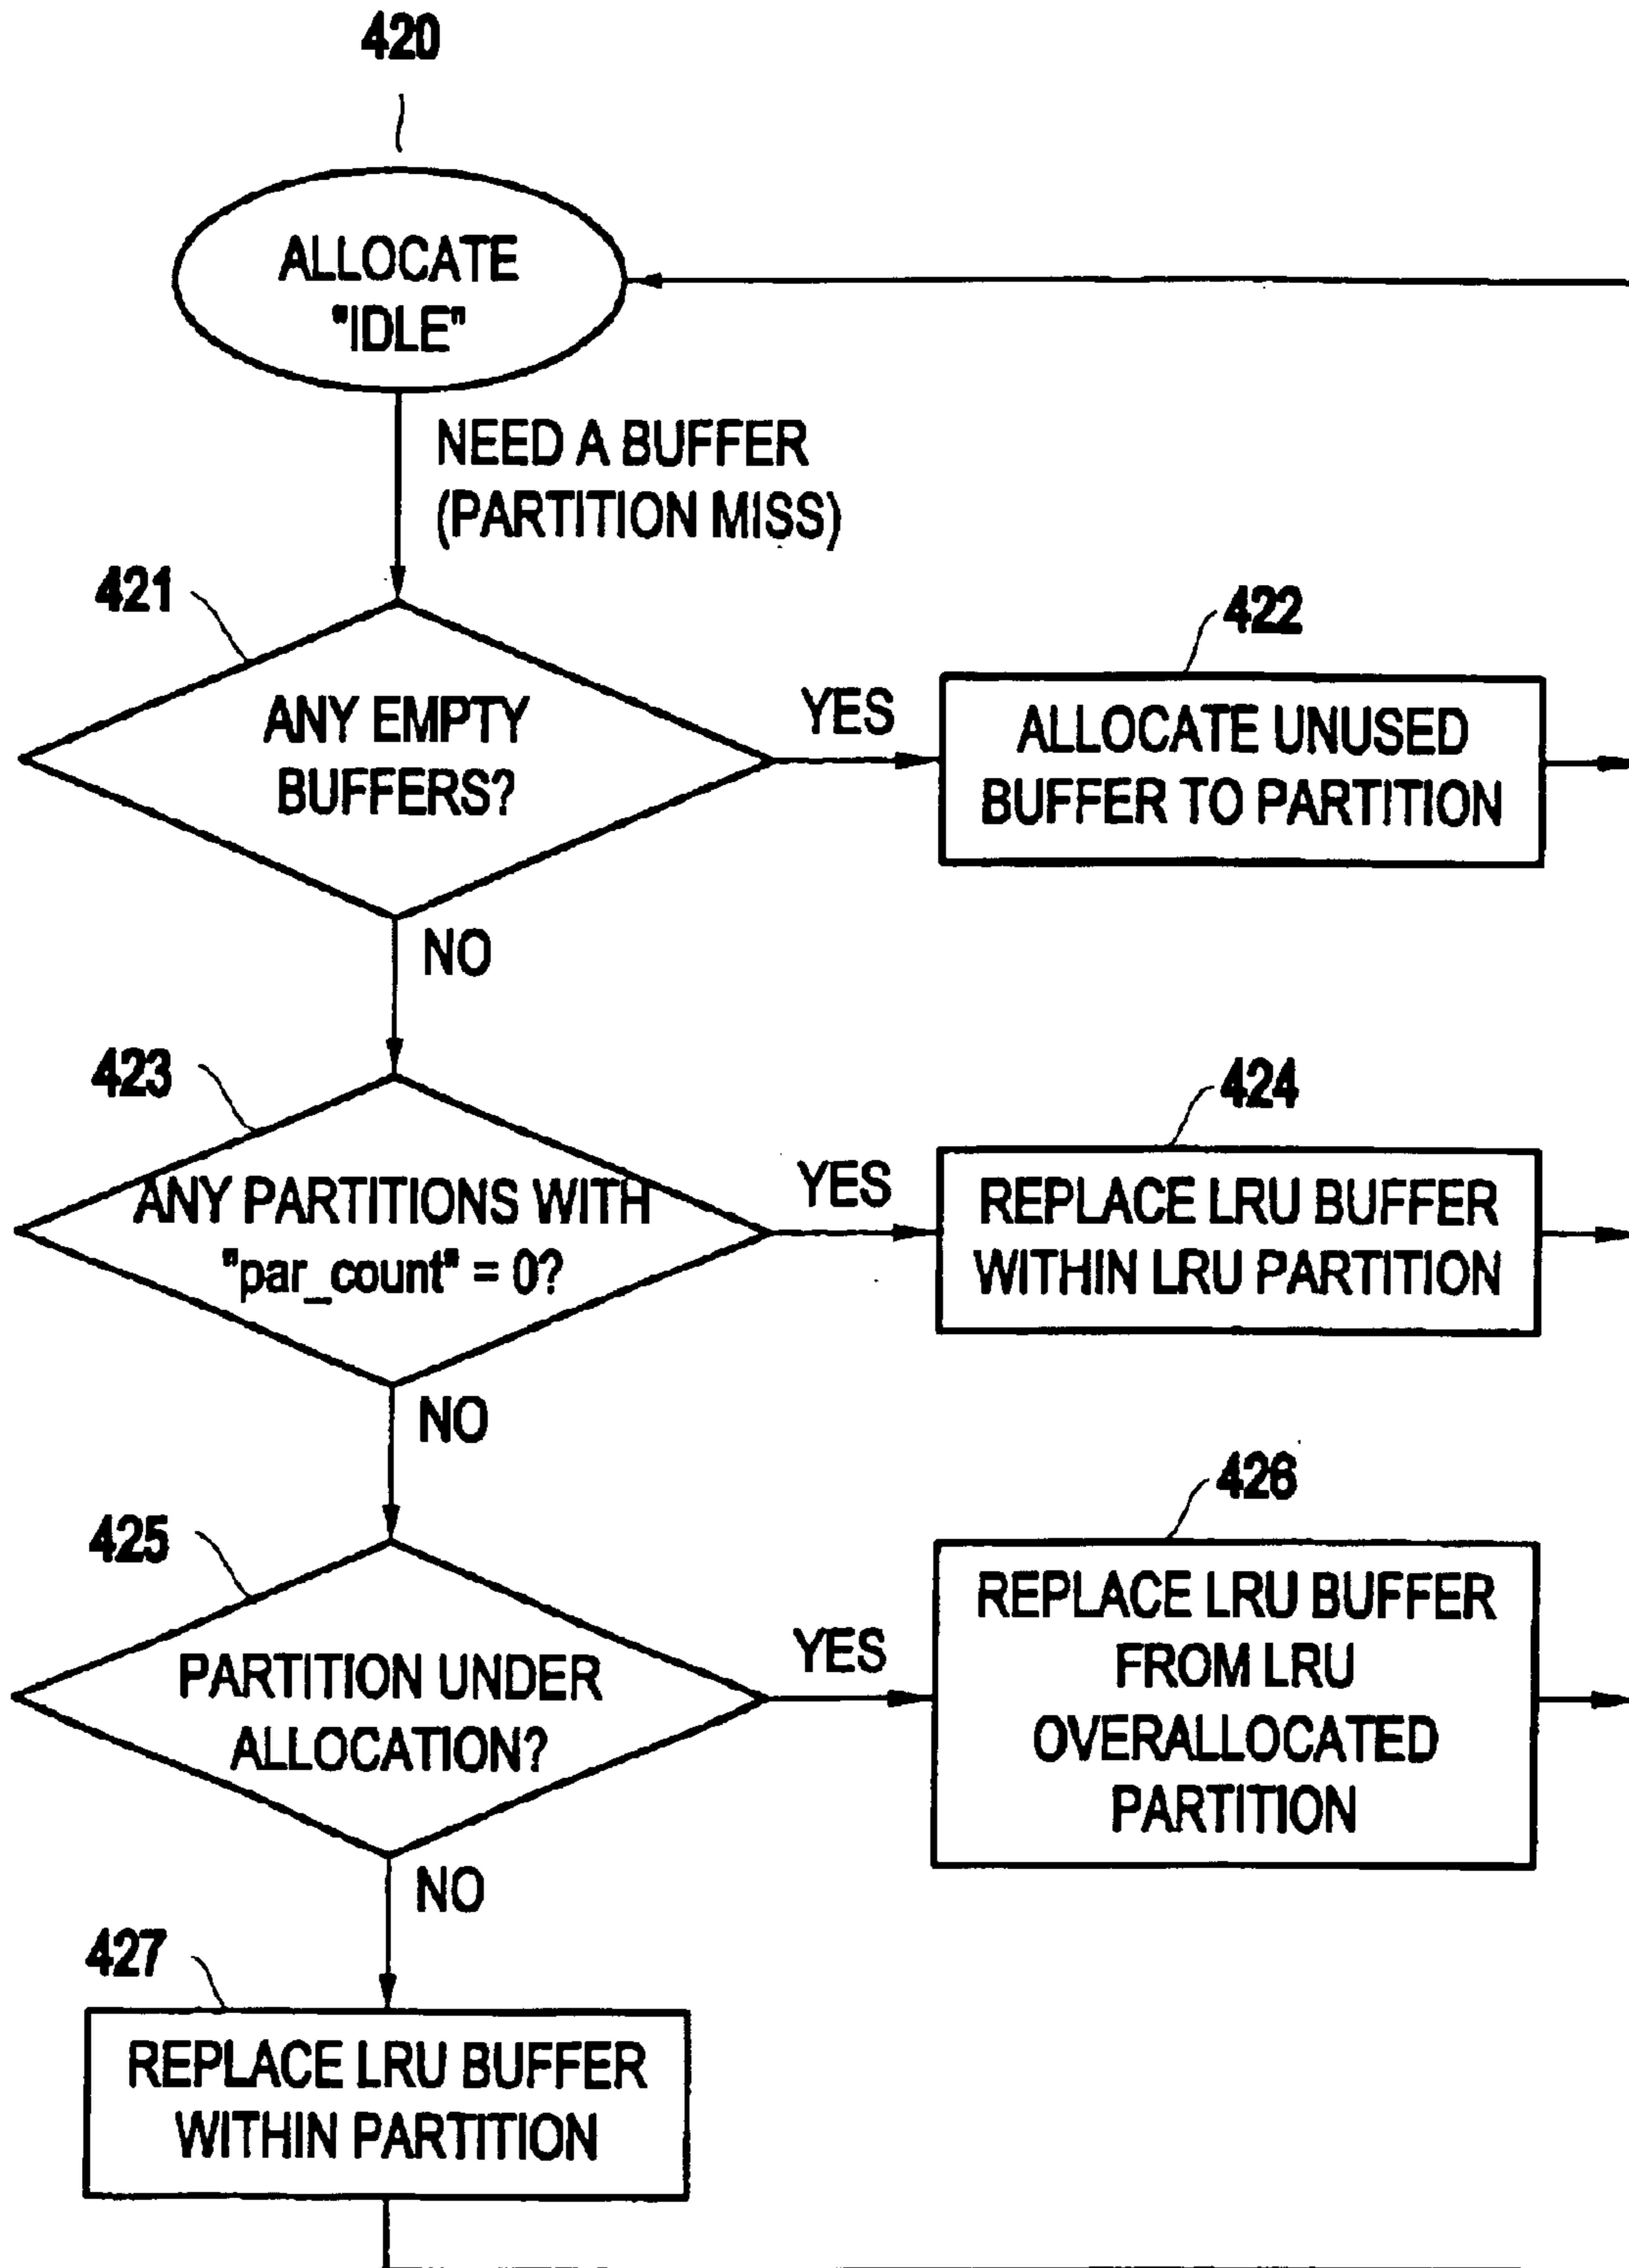 420
ALLOCATE
"IDLE"
NEED A BUFFER
(PARTITION MISS)
421
ANY EMPTY
BUFFERS?
YES
422
ALLOCATE UNUSED
BUFFER TO PARTITION
NO
423
ANY PARTITIONS WITH
"par_count" = 0?
YES
424
REPLACE LRU BUFFER
WITHIN LRU PARTITION
NO
425
PARTITION UNDER
ALLOCATION?
YES
426
REPLACE LRU BUFFER
FROM LRU
OVERALLOCATED
PARTITION
NO
427
REPLACE LRU BUFFER
WITHIN PARTITION